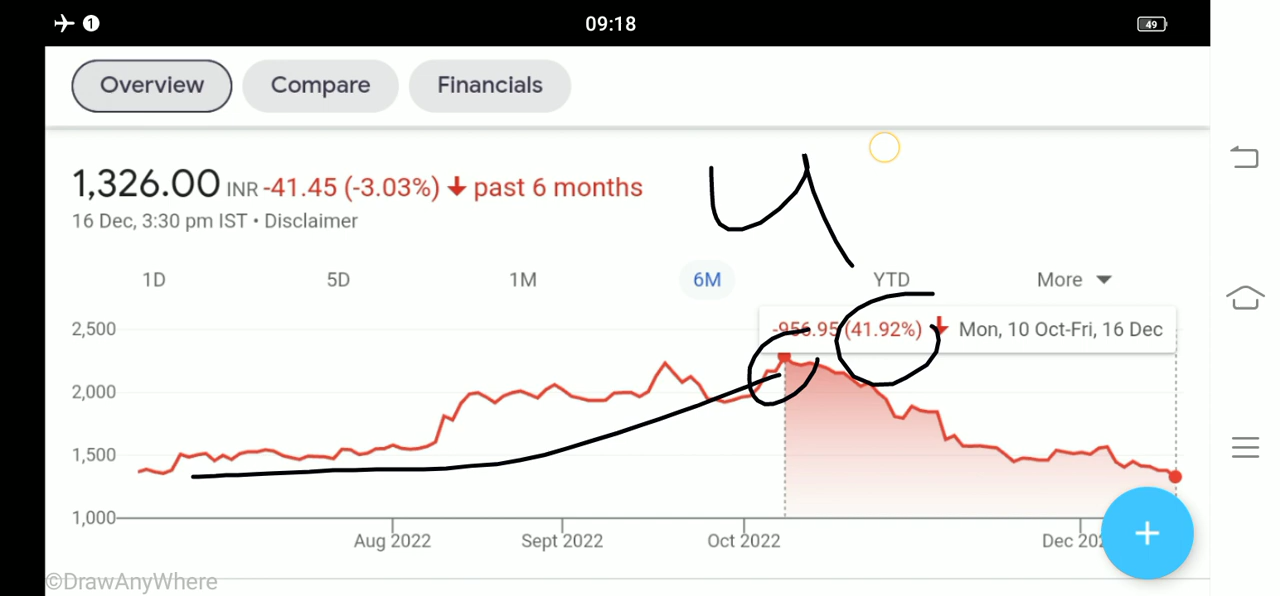 1 09:18 49
Overview Compare Financials
1,326.00 INR -41.45 (-3.03%) past 6 months
16 Dec, 3:30 pm IST • Disclaimer
1D 5D 1M 6M YTD More
-956.95 (41.92%) Mon, 10 Oct-Fri, 16 Dec
2,500
2,000
1,500
1,000
Aug 2022 Sept 2022 Oct 2022 Dec
©DrawAnyWhere